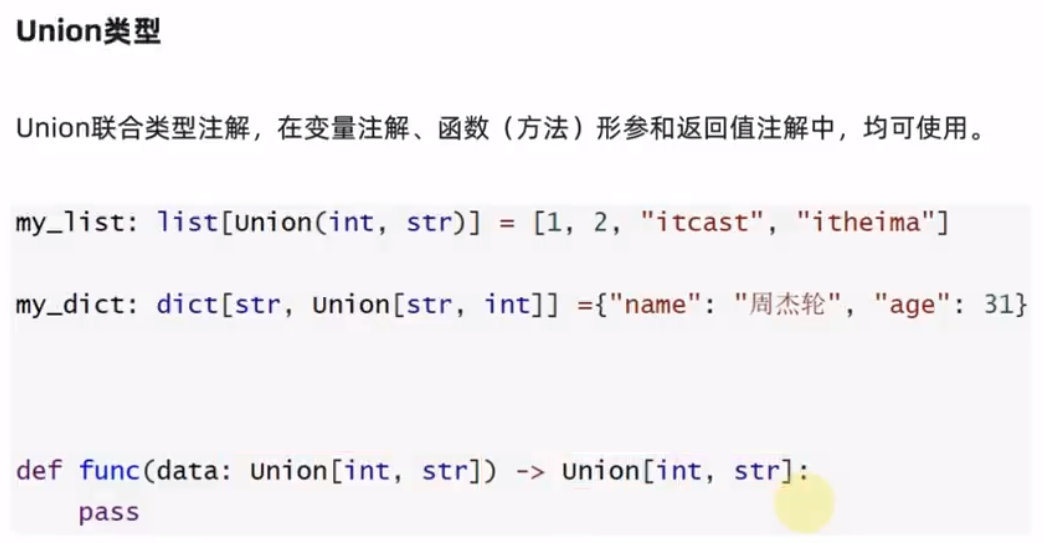 Union类型
Union联合类型注解，在变量注解、函数（方法）形参和返回值注解中，均可使用。
my_list: list[Union(int, str)] = [1, 2, "itcast", "itheima"]
my_dict: dict[str, Union[str, int]] ={"name": "周杰轮", "age": 31}
def func(data: Union[int, str]) -> Union[int, str]:
    pass